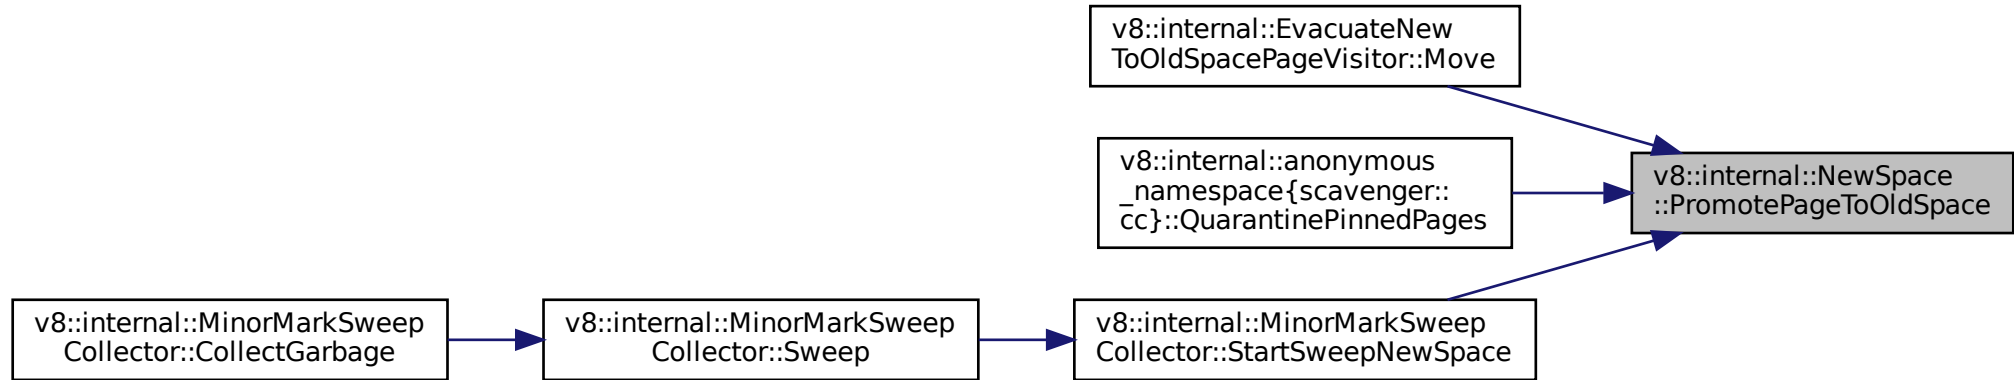 v8::internal::EvacuateNew
ToOldSpacePageVisitor::Move
v8::internal::anonymous
_namespace{scavenger::
cc}::QuarantinePinnedPages
v8::internal::NewSpace
::PromotePageToOldSpace
v8::internal::MinorMarkSweep
Collector::CollectGarbage
v8::internal::MinorMarkSweep
Collector::Sweep
v8::internal::MinorMarkSweep
Collector::StartSweepNewSpace